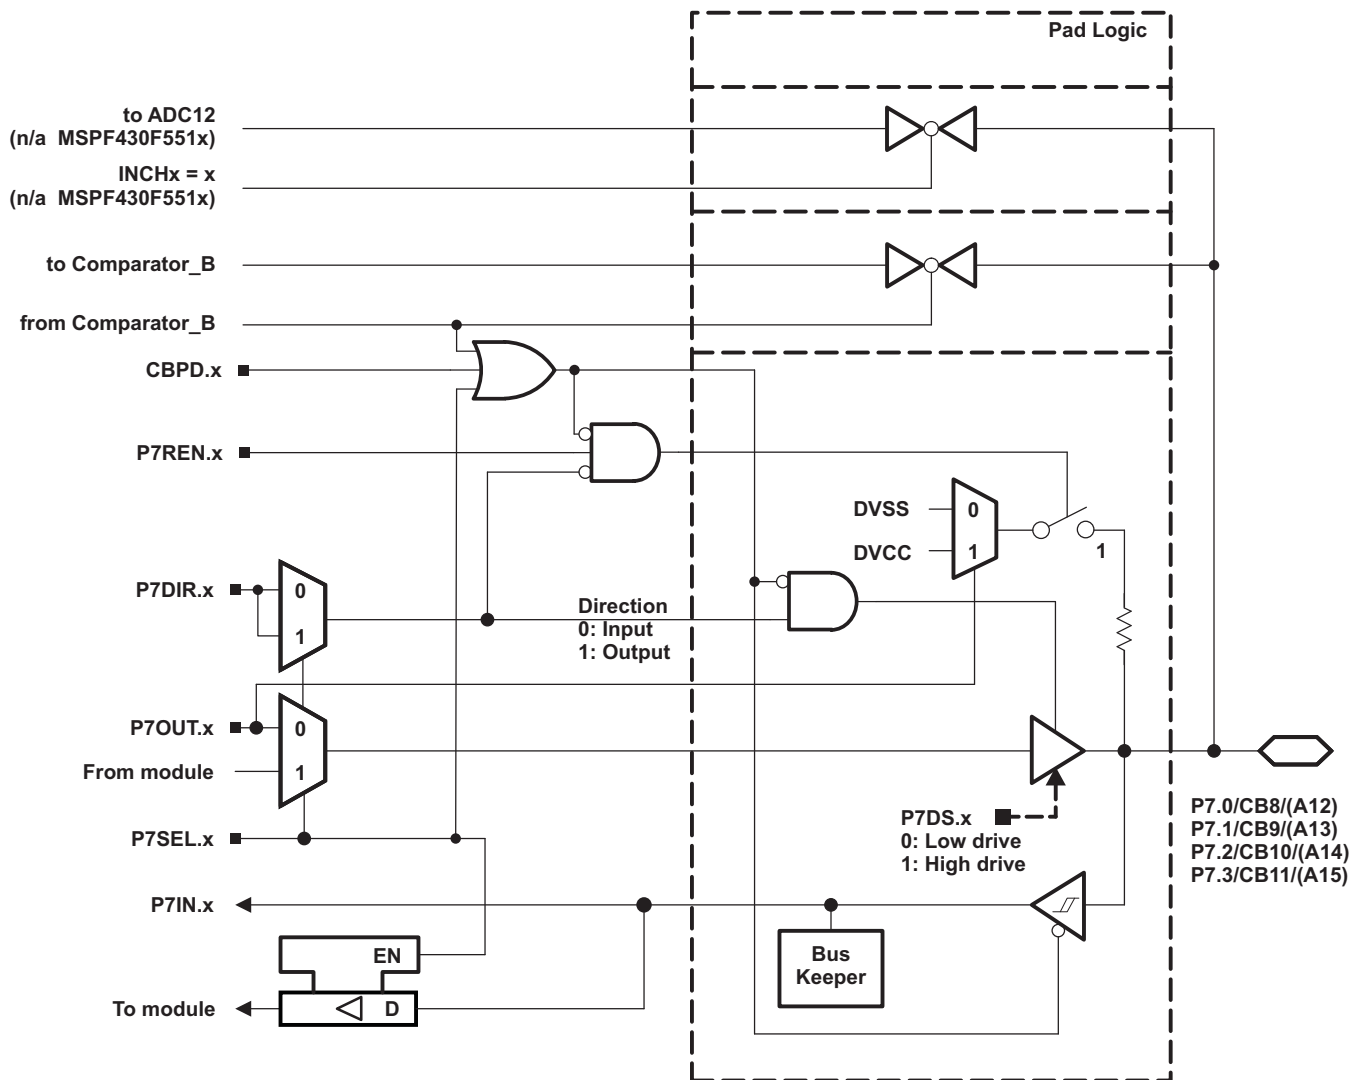 Pad Logic
to ADC12
(n/a MSPF430F551x)
INCHx = x
(n/a MSPF430F551x)
to Comparator_B
from Comparator_B
CBPD.x
P7REN.x
DVSS
0
DVCC
1
1
P7DIR.x
0
1
Direction
0: Input
1: Output
P7OUT.x
0
From module
1
P7DS.x
0: Low drive
1: High drive
P7.0/CB8/(A12)
P7.1/CB9/(A13)
P7.2/CB10/(A14)
P7.3/CB11/(A15)
P7SEL.x
P7IN.x
EN
Bus
Keeper
To module
D